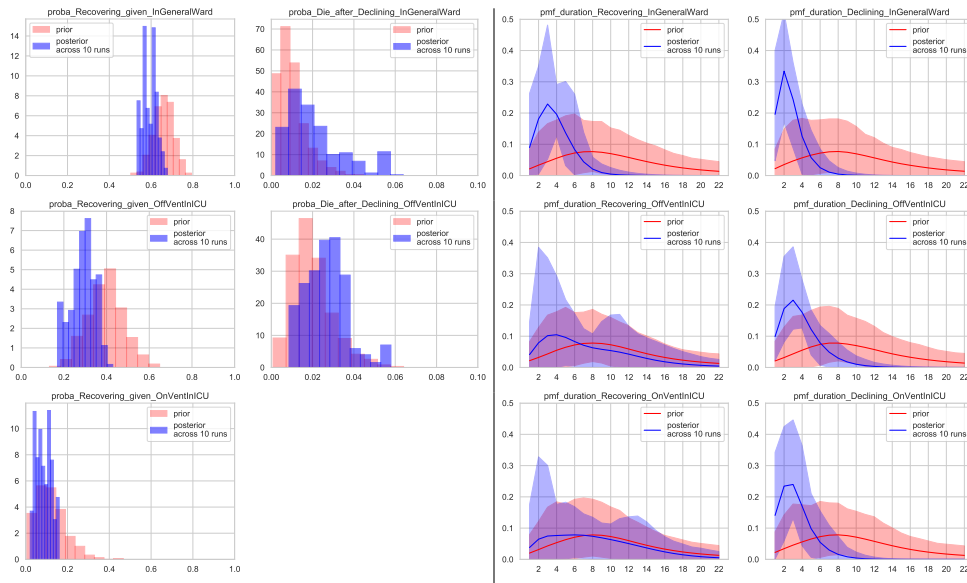 proba_Recovering_given_InGeneralWard
prior
posterior
across 10 runs
14
12
10
8
6
4
2
0
0.0 0.2 0.4 0.6 0.8 1.0
proba_Die_after_Declining_InGeneralWard
prior
posterior
across 10 runs
70
60
50
40
30
20
10
0
0.00 0.02 0.04 0.06 0.08 0.10
pmf_duration_Recovering_InGeneralWard
prior
posterior
across 10 runs
0.5
0.4
0.3
0.2
0.1
0.0
2 4 6 8 10 12 14 16 18 20 22
pmf_duration_Declining_InGeneralWard
prior
posterior
across 10 runs
0.5
0.4
0.3
0.2
0.1
0.0
2 4 6 8 10 12 14 16 18 20 22
proba_Recovering_given_OffVentInICU
prior
posterior
across 10 runs
8
7
6
5
4
3
2
1
0
0.0 0.2 0.4 0.6 0.8 1.0
proba_Die_after_Declining_OffVentInICU
prior
posterior
across 10 runs
40
30
20
10
0
0.00 0.02 0.04 0.06 0.08 0.10
pmf_duration_Recovering_OffVentInICU
prior
posterior
across 10 runs
0.5
0.4
0.3
0.2
0.1
0.0
2 4 6 8 10 12 14 16 18 20 22
pmf_duration_Declining_OffVentInICU
prior
posterior
across 10 runs
0.5
0.4
0.3
0.2
0.1
0.0
2 4 6 8 10 12 14 16 18 20 22
proba_Recovering_given_OnVentInICU
prior
posterior
across 10 runs
10
8
6
4
2
0
0.0 0.2 0.4 0.6 0.8 1.0
pmf_duration_Recovering_OnVentInICU
prior
posterior
across 10 runs
0.5
0.4
0.3
0.2
0.1
0.0
2 4 6 8 10 12 14 16 18 20 22
pmf_duration_Declining_OnVentInICU
prior
posterior
across 10 runs
0.5
0.4
0.3
0.2
0.1
0.0
2 4 6 8 10 12 14 16 18 20 22